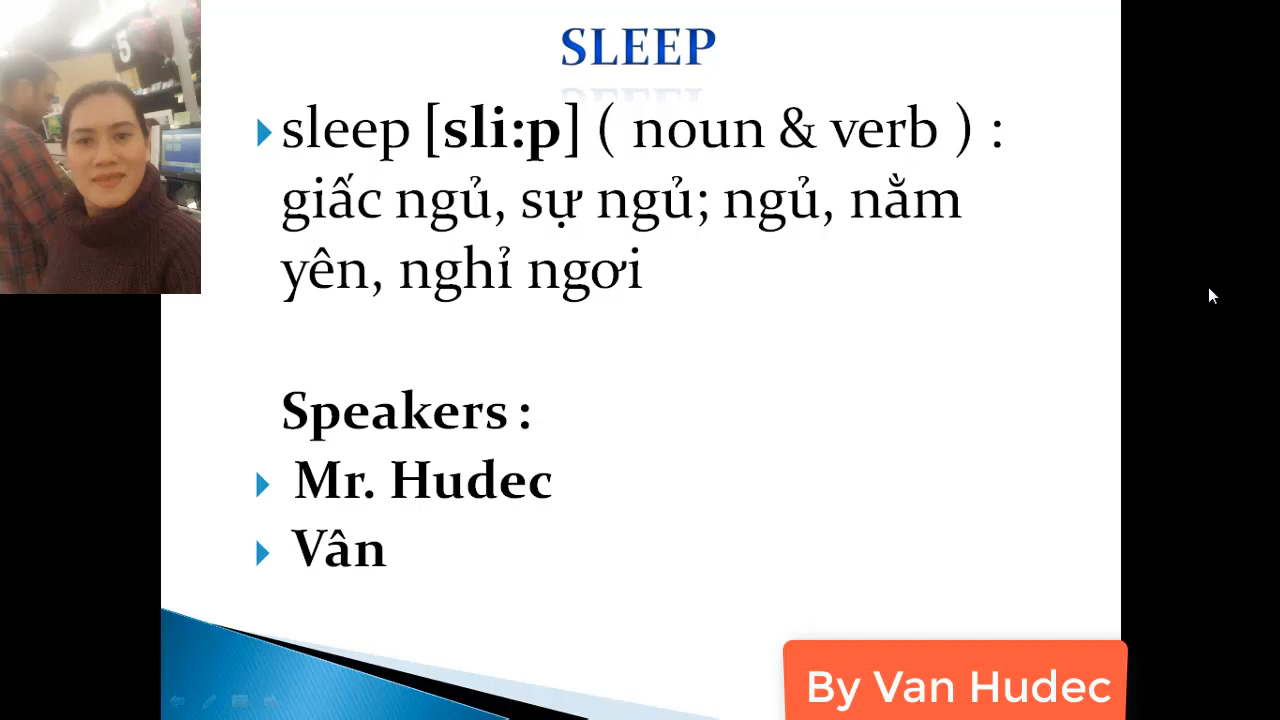 SLEEP
sleep [sli:p] ( noun & verb ) :
giấc ngủ, sự ngủ; ngủ, nằm
yên, nghỉ ngơi
Speakers :
Mr. Hudec
Vân
By Van Hudec
5